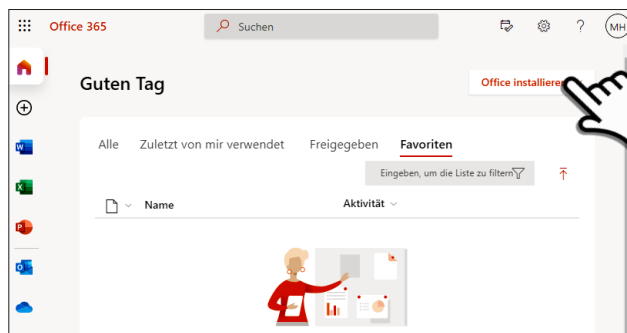 Office 365
Suchen
?
MH
Guten Tag
Office installieren
Alle Zuletzt von mir verwendet Freigegeben Favoriten
Eingeben, um die Liste zu filtern
Name Aktivität